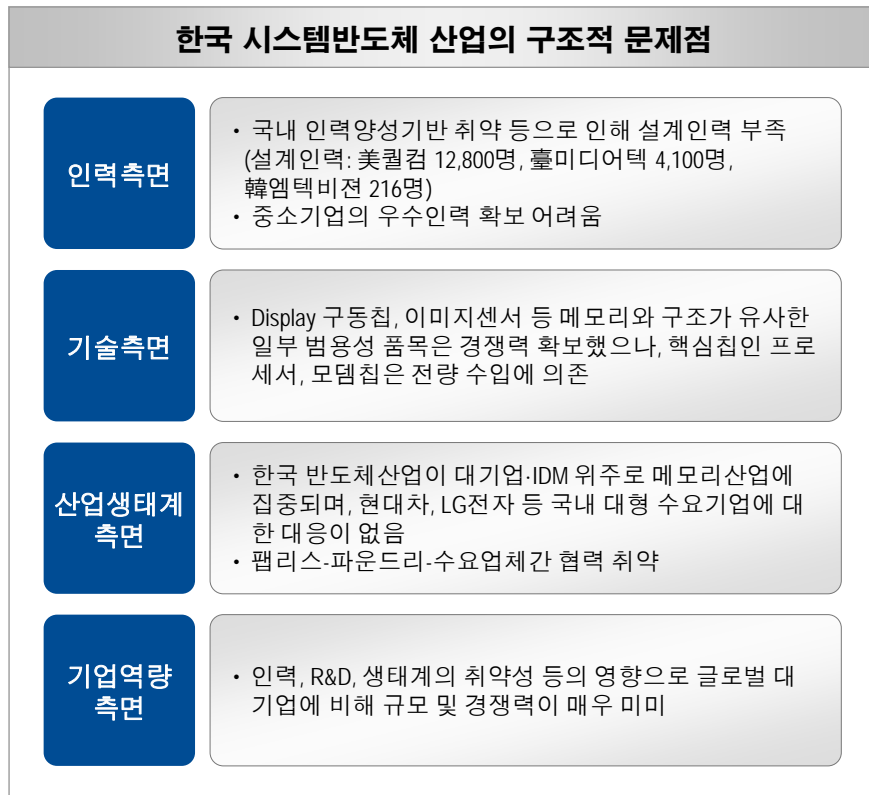 한국 시스템반도체 산업의 구조적 문제점
인력측면
• 국내 인력양성기반 취약 등으로 인해 설계인력 부족
(설계인력: 美퀄컴 12,800명, 臺미디어텍 4,100명,
韓엠텍비젼 216명)
• 중소기업의 우수인력 확보 어려움
기술측면
• Display 구동칩, 이미지센서 등 메모리와 구조가 유사한
일부 범용성 품목은 경쟁력 확보했으나, 핵심칩인 프로
세서, 모뎀칩은 전량 수입에 의존
산업생태계
측면
• 한국 반도체산업이 대기업·IDM 위주로 메모리산업에
집중되며, 현대차, LG전자 등 국내 대형 수요기업에 대
한 대응이 없음
• 팹리스-파운드리-수요업체간 협력 취약
기업역량
측면
• 인력, R&D, 생태계의 취약성 등의 영향으로 글로벌 대
기업에 비해 규모 및 경쟁력이 매우 미미